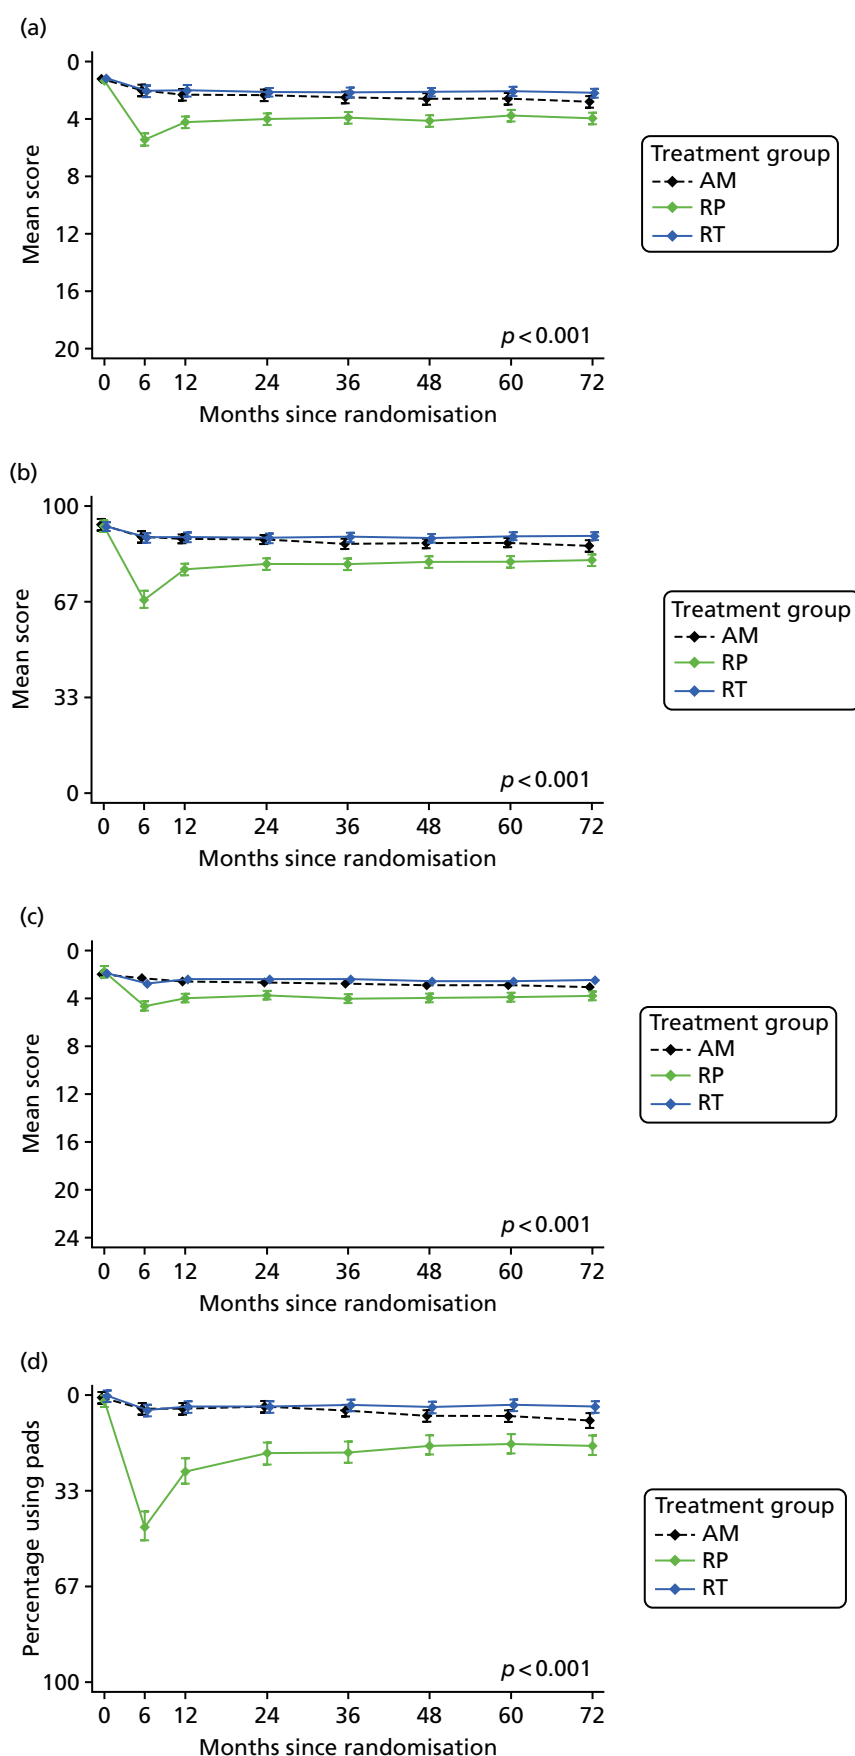 (a)
0
4
8
12
16
20
Mean score
p < 0.001
0 6 12 24 36 48 60 72
Months since randomisation
Treatment group
AM
RP
RT
(b)
100
67
33
0
Mean score
p < 0.001
0 6 12 24 36 48 60 72
Months since randomisation
Treatment group
AM
RP
RT
(c)
0
4
8
12
16
20
24
Mean score
p < 0.001
0 6 12 24 36 48 60 72
Months since randomisation
Treatment group
AM
RP
RT
(d)
0
33
67
100
Percentage using pads
p < 0.001
0 6 12 24 36 48 60 72
Months since randomisation
Treatment group
AM
RP
RT